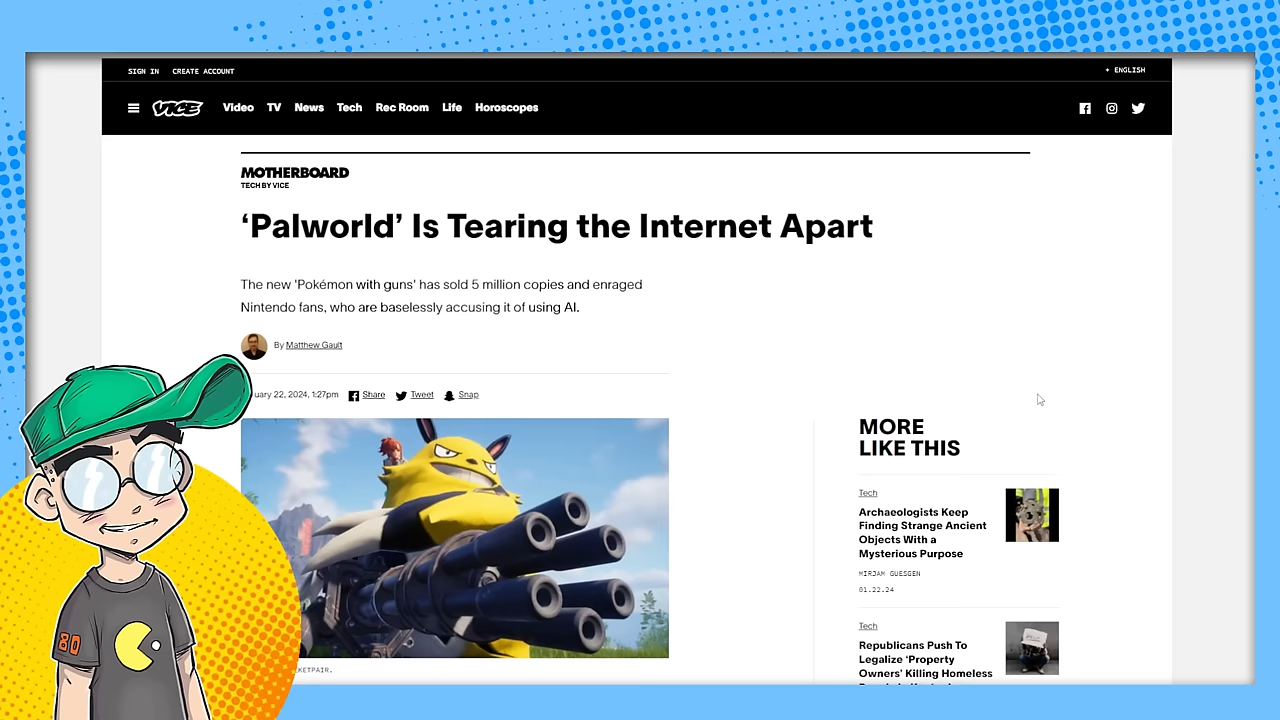 SIGN IN CREATE ACCOUNT
+ ENGLISH
VICE Video TV News Tech Rec Room Life Horoscopes
MOTHERBOARD
TECH BY VICE
‘Palworld’ Is Tearing the Internet Apart
The new 'Pokémon with guns' has sold 5 million copies and enraged
Nintendo fans, who are baselessly accusing it of using AI.
By Matthew Gault
uary 22, 2024, 1:27pm Share Tweet Snap
KETPAIR.
MORE
LIKE THIS
Tech
Archaeologists Keep
Finding Strange Ancient
Objects With a
Mysterious Purpose
MIRJAM GUESGEN
01.22.24
Tech
Republicans Push To
Legalize ‘Property
Owners’ Killing Homeless
80